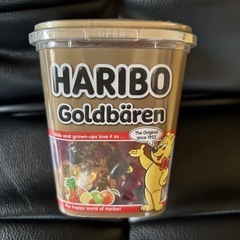 OPEN
HARIBO
Goldbären
Kids and grown-ups love it so ...
The Original
since 1922
The happy world of Haribo!